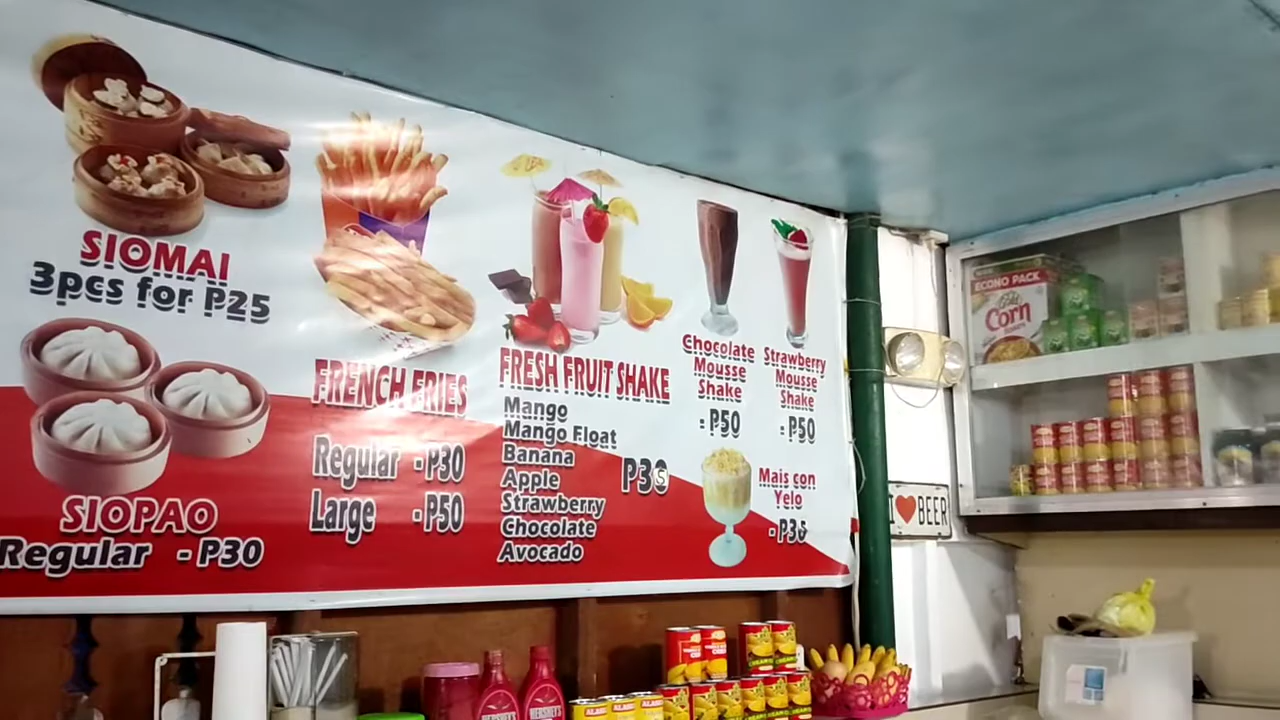 SIOMAI
3pcs for P25
SIOPAO
Regular - P30
FRENCH FRIES
Regular - P30
Large - P50
FRESH FRUIT SHAKE
Mango
Mango Float
Banana
Apple
Strawberry
Chocolate
Avocado
P35
Chocolate
Mousse
Shake
- P50
Strawberry
Mousse
Shake
- P50
Mais con
Yelo
- P35
ECONO PACK
Corn
I ♥ BEER
HERSHEY'S
HERSHEY'S